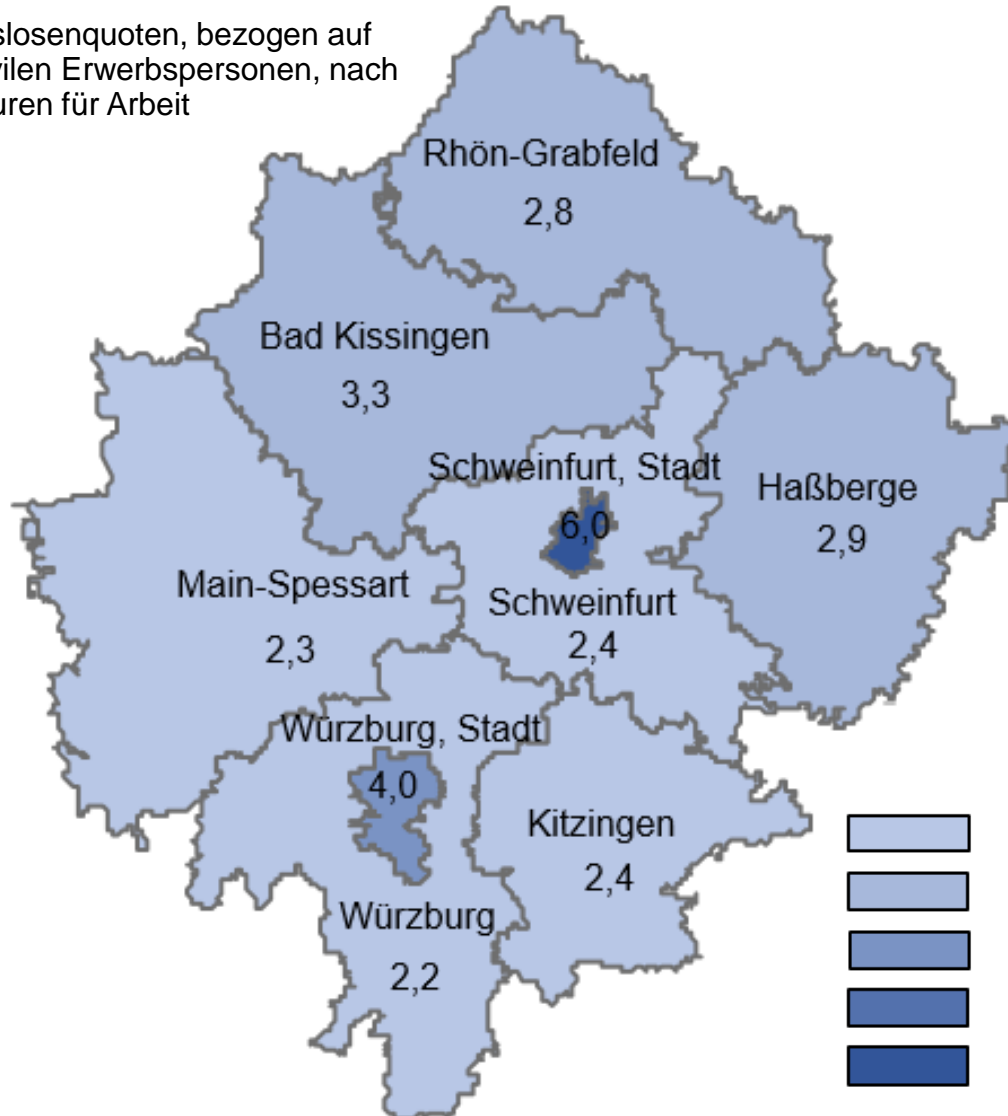 slosenquoten, bezogen auf
vilen Erwerbspersonen, nach
uren für Arbeit
Rhön-Grabfeld
2,8
Bad Kissingen
3,3
Schweinfurt, Stadt
6,0
Haßberge
2,9
Main-Spessart
2,3
Schweinfurt
2,4
Würzburg, Stadt
4,0
Kitzingen
2,4
Würzburg
2,2